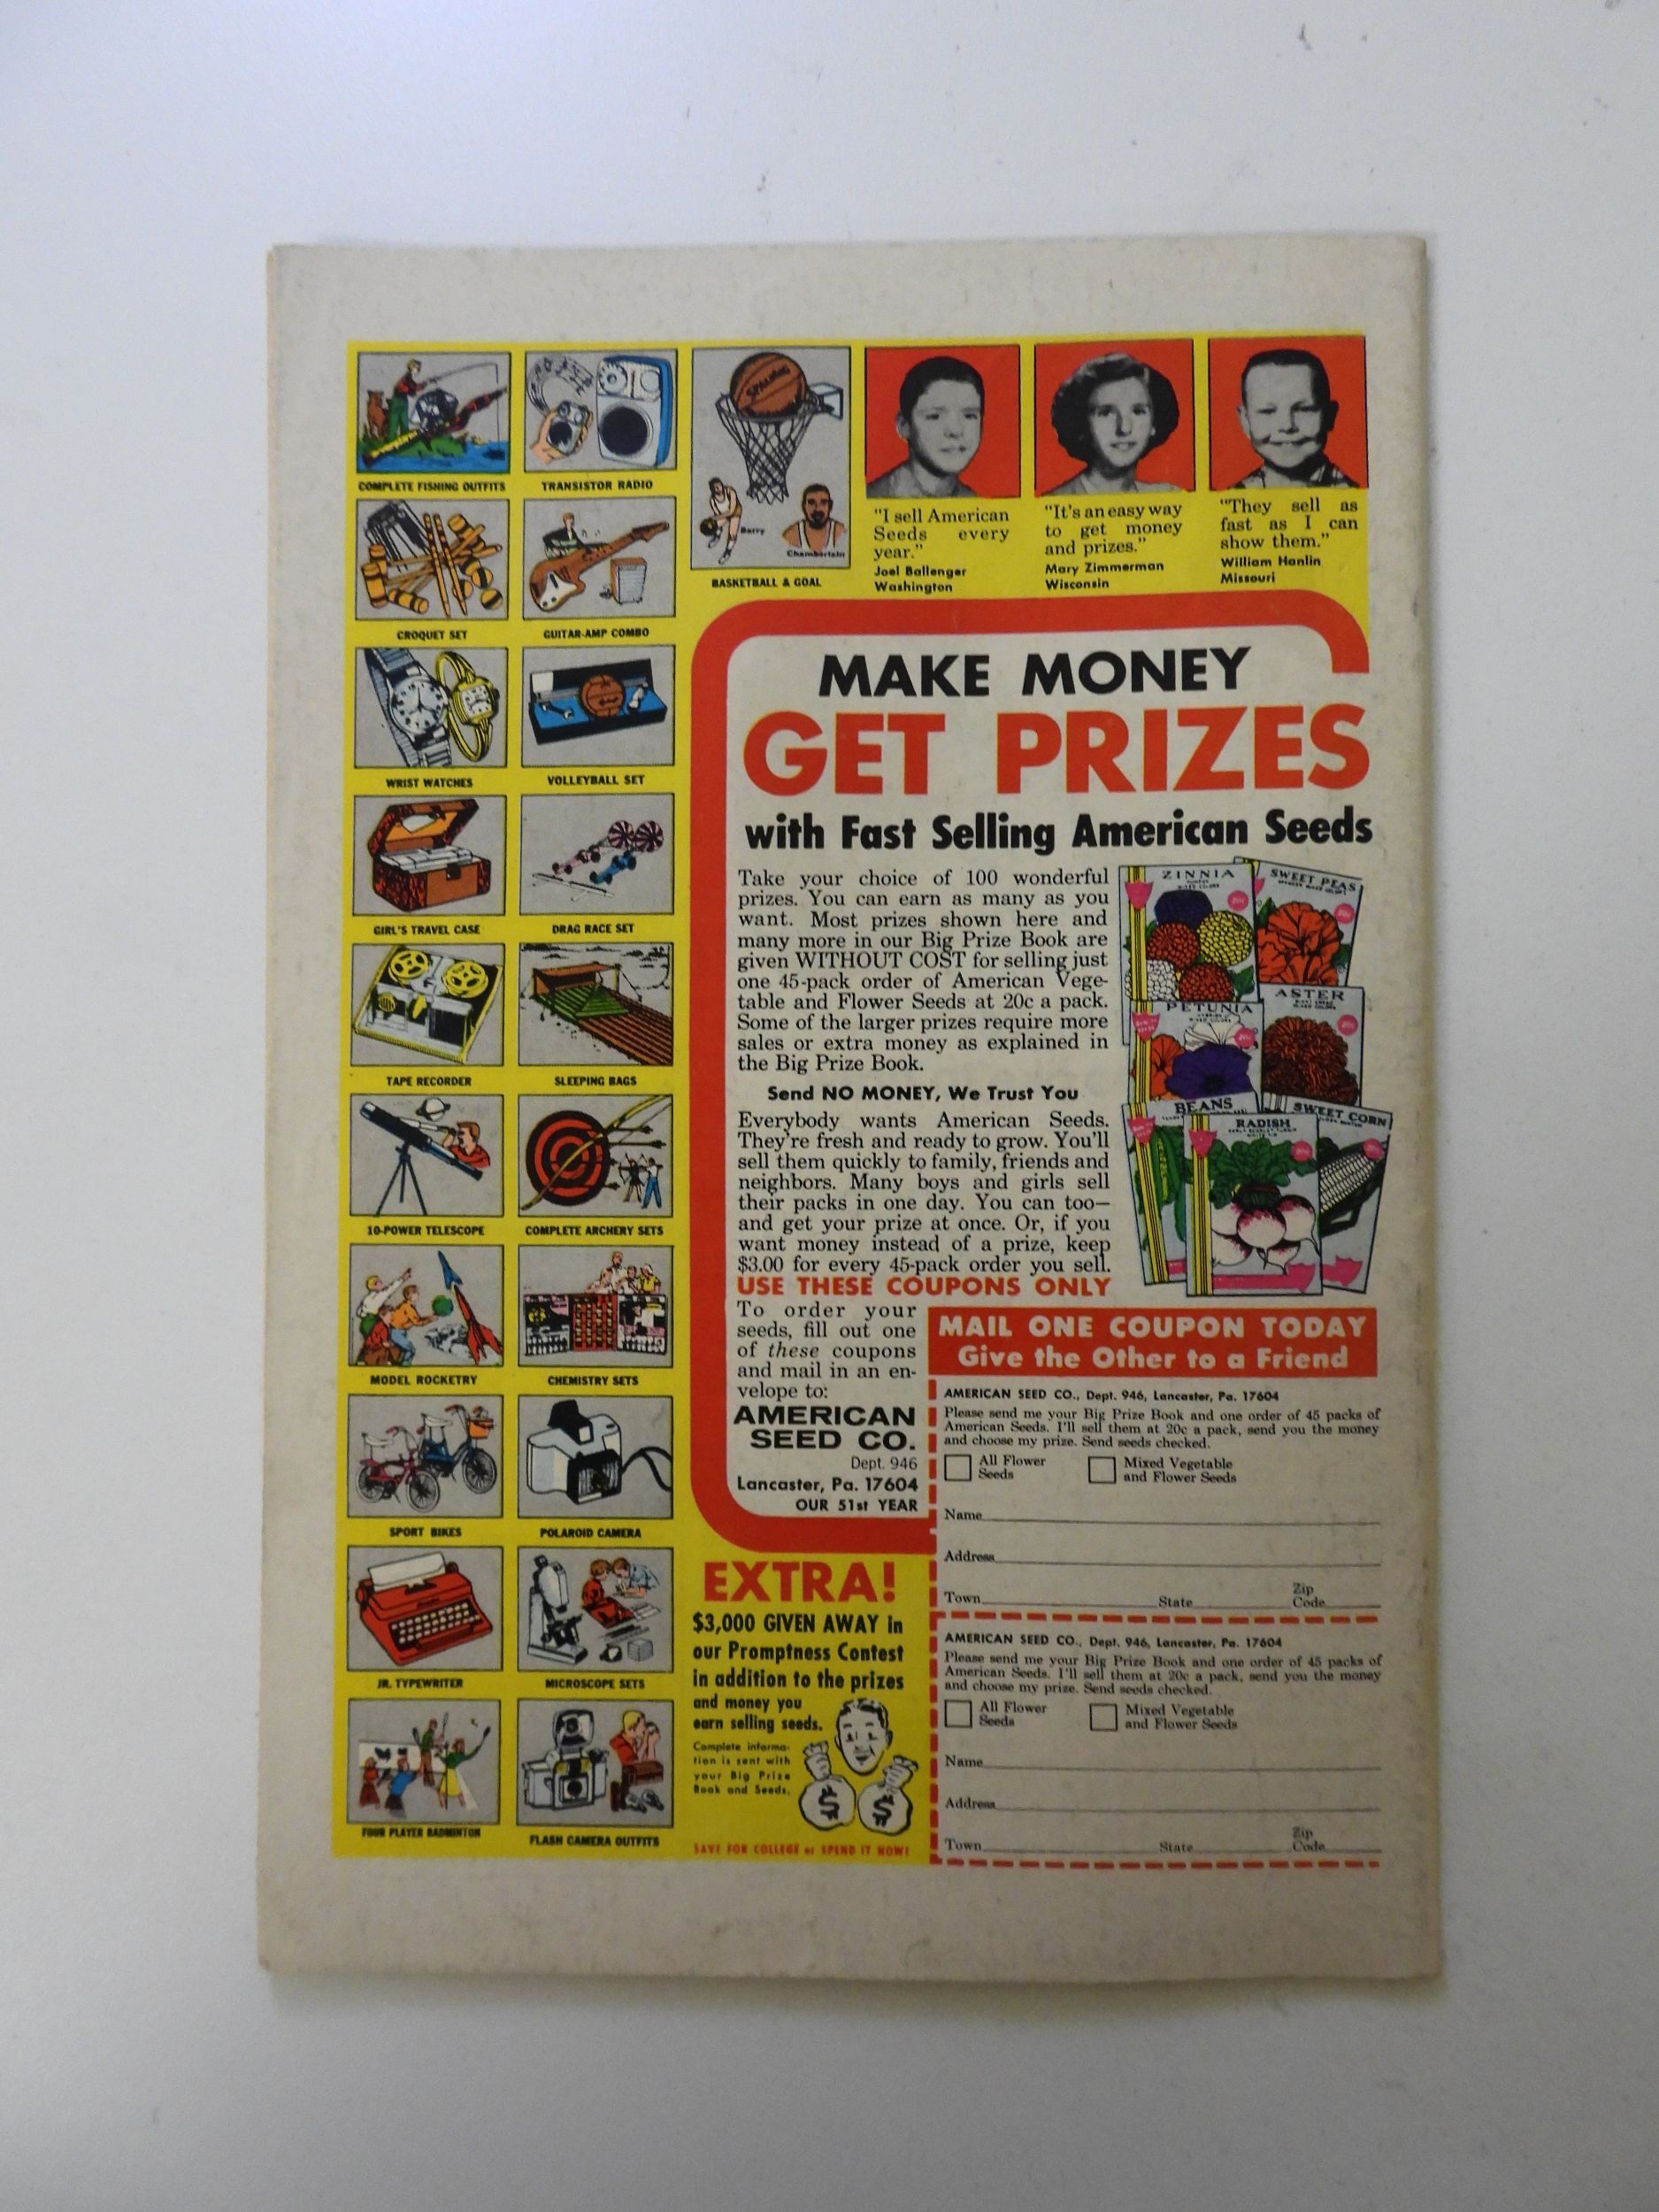 COMPLETE FISHING OUTFITS
TRANSISTOR RADIO
SPALDING
Barry
Chamberlain
BASKETBALL & GOAL
"I sell American
Seeds every
year."
Joel Ballenger
Washington
"It's an easy way
to get money
and prizes."
Mary Zimmerman
Wisconsin
"They sell as
fast as I can
show them."
William Hanlin
Missouri
CROQUET SET
GUITAR-AMP COMBO
WRIST WATCHES
VOLLEYBALL SET
GIRL'S TRAVEL CASE
DRAG RACE SET
TAPE RECORDER
SLEEPING BAGS
10-POWER TELESCOPE
COMPLETE ARCHERY SETS
MODEL ROCKETRY
CHEMISTRY SETS
SPORT BIKES
POLAROID CAMERA
JR. TYPEWRITER
MICROSCOPE SETS
FOUR PLAYER BADMINTON
FLASH CAMERA OUTFITS
MAKE MONEY
GET PRIZES
with Fast Selling American Seeds
Take your choice of 100 wonderful
prizes. You can earn as many as you
want. Most prizes shown here and
many more in our Big Prize Book are
given WITHOUT COST for selling just
one 45-pack order of American Vege-
table and Flower Seeds at 20c a pack.
Some of the larger prizes require more
sales or extra money as explained in
the Big Prize Book.
Send NO MONEY, We Trust You
Everybody wants American Seeds.
They're fresh and ready to grow. You'll
sell them quickly to family, friends and
neighbors. Many boys and girls sell
their packs in one day. You can too—
and get your prize at once. Or, if you
want money instead of a prize, keep
$3.00 for every 45-pack order you sell.
USE THESE COUPONS ONLY
To order your
seeds, fill out one
of these coupons
and mail in an en-
velope to:
AMERICAN
SEED CO.
Dept. 946
Lancaster, Pa. 17604
OUR 51st YEAR
ZINNIA
SWEET PEAS
PETUNIA
ASTER
BEANS
RADISH
SWEET CORN
MAIL ONE COUPON TODAY
Give the Other to a Friend
AMERICAN SEED CO., Dept. 946, Lancaster, Pa. 17604
Please send me your Big Prize Book and one order of 45 packs of
American Seeds. I'll sell them at 20c a pack, send you the money
and choose my prize. Send seeds checked.
All Flower
Seeds
Mixed Vegetable
and Flower Seeds
Name
Address
Town State Zip
Code
AMERICAN SEED CO., Dept. 946, Lancaster, Pa. 17604
Please send me your Big Prize Book and one order of 45 packs of
American Seeds. I'll sell them at 20c a pack, send you the money
and choose my prize. Send seeds checked.
All Flower
Seeds
Mixed Vegetable
and Flower Seeds
Name
Address
Town State Zip
Code
EXTRA!
$3,000 GIVEN AWAY in
our Promptness Contest
in addition to the prizes
and money you
earn selling seeds.
Complete informa-
tion is sent with
your Big Prize
Book and Seeds.
$ $
SAVE FOR COLLEGE or SPEND IT NOW!